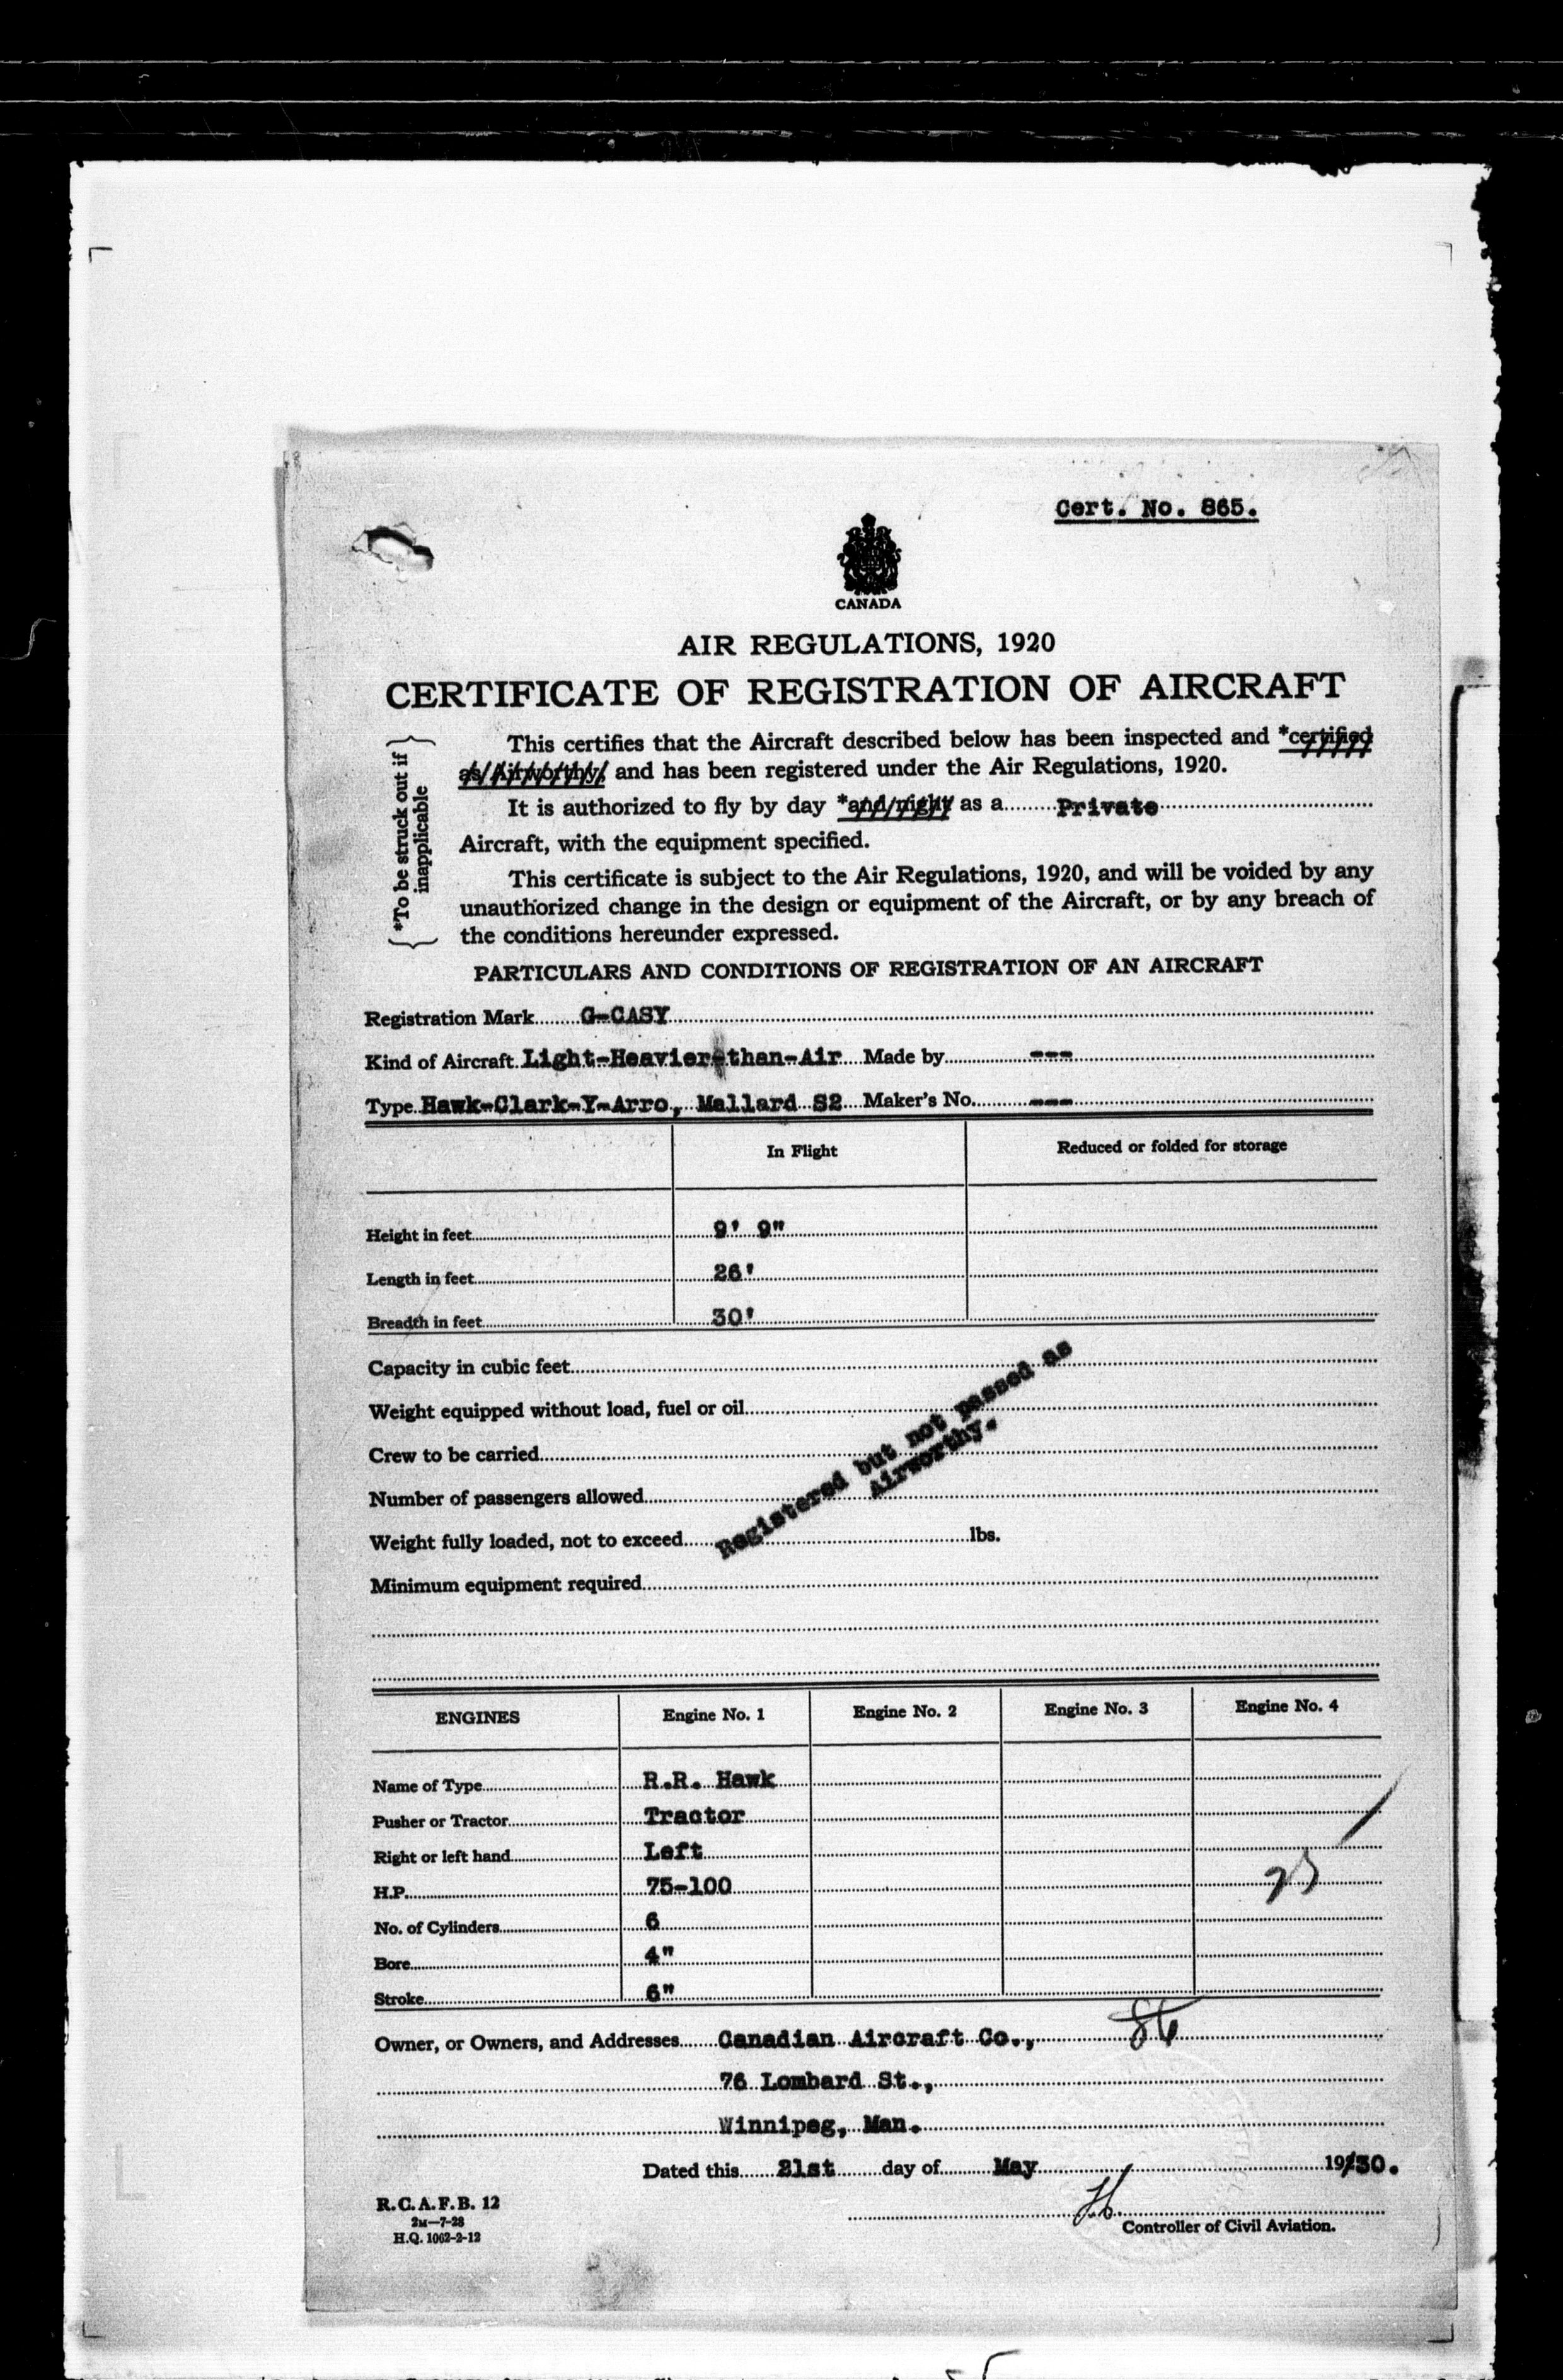 Cert. No. 865.
CANADA
AIR REGULATIONS, 1920
CERTIFICATE OF REGISTRATION OF AIRCRAFT
*To be struck out if
inapplicable
This certifies that the Aircraft described below has been inspected and *certified
as Airworthy, and has been registered under the Air Regulations, 1920.
It is authorized to fly by day *and night as a Private
Aircraft, with the equipment specified.
This certificate is subject to the Air Regulations, 1920, and will be voided by any
unauthorized change in the design or equipment of the Aircraft, or by any breach of
the conditions hereunder expressed.
PARTICULARS AND CONDITIONS OF REGISTRATION OF AN AIRCRAFT
Registration Mark G-CASY
Kind of Aircraft Light-Heavier-than-Air Made by ---
Type Hawk-Clark-Y-Arro, Mallard S2 Maker's No. ---
In Flight Reduced or folded for storage
Height in feet 9' 9"
Length in feet 26'
Breadth in feet 30'
Capacity in cubic feet
Weight equipped without load, fuel or oil
Crew to be carried
Number of passengers allowed
Weight fully loaded, not to exceed lbs.
Registered but not passed as
Airworthy.
Minimum equipment required
ENGINES Engine No. 1 Engine No. 2 Engine No. 3 Engine No. 4
Name of Type R.R. Hawk
Pusher or Tractor Tractor
Right or left hand Left
H.P. 75-100
No. of Cylinders 6
Bore 4"
Stroke 6"
Owner, or Owners, and Addresses Canadian Aircraft Co.,
76 Lombard St.,
Winnipeg, Man.
Dated this 21st day of May 1930.
R.C.A.F.B. 12
2M—7-28
H.Q. 1062-2-12
Controller of Civil Aviation.